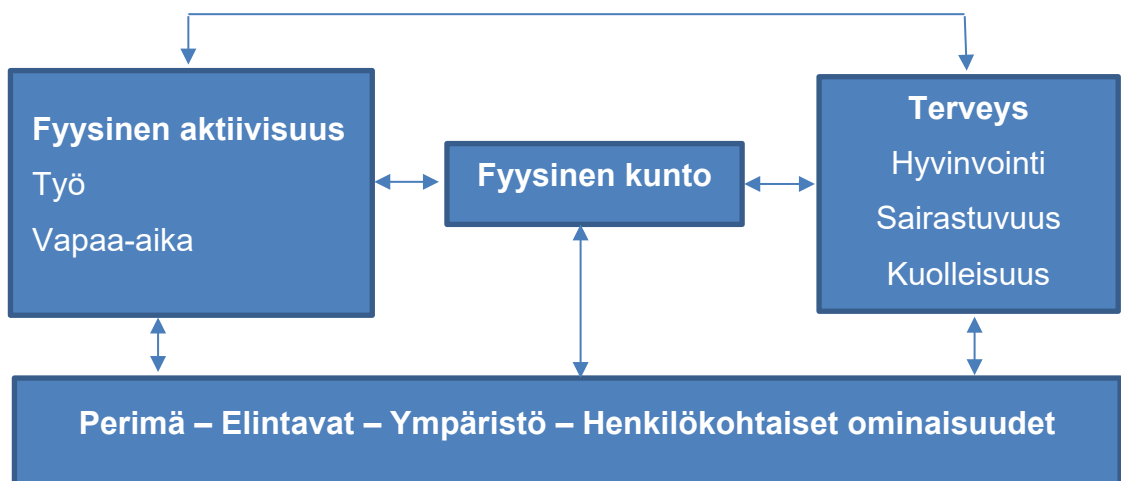 Fyysinen aktiivisuus
Työ
Vapaa-aika
Fyysinen kunto
Terveys
Hyvinvointi
Sairastuvuus
Kuolleisuus
Perimä – Elintavat – Ympäristö – Henkilökohtaiset ominaisuudet